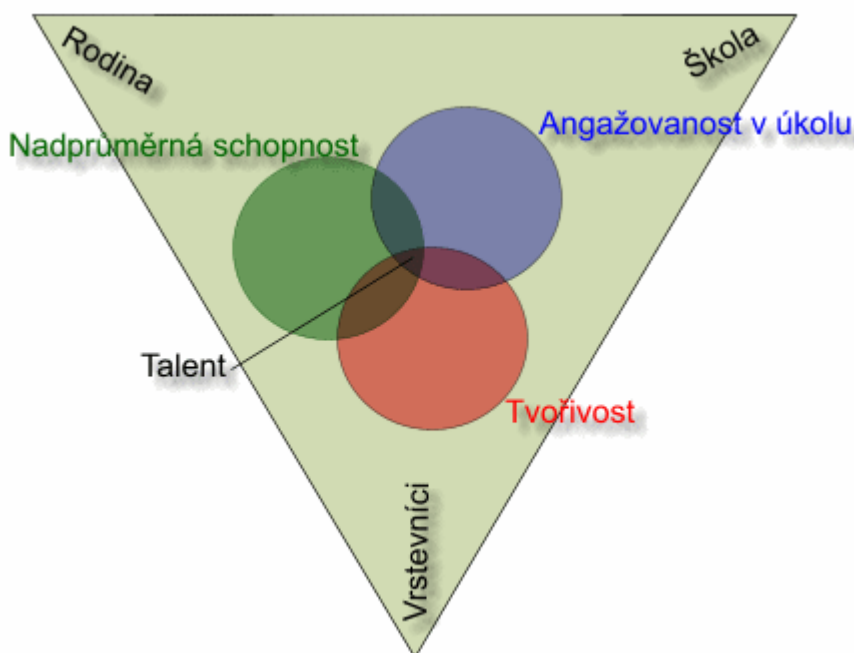 Rodina
Škola
Angažovanost v úkolu
Nadprůměrná schopnost
Talent
Tvořivost
Vrstevníci